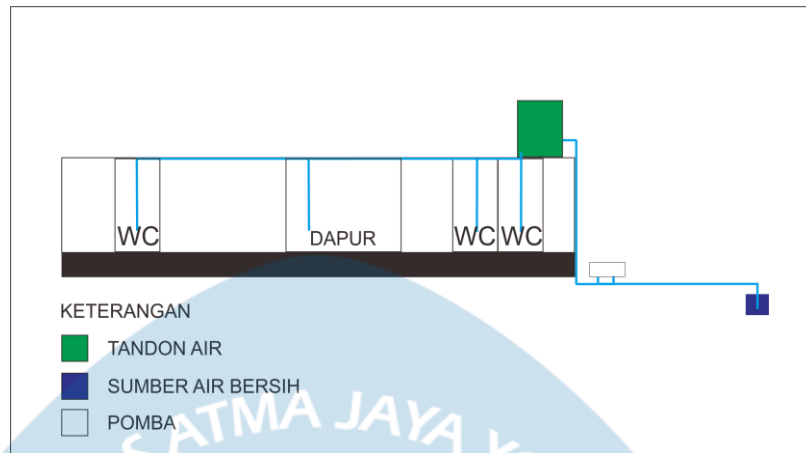 WC DAPUR WC WC
KETERANGAN
TANDON AIR
SUMBER AIR BERSIH
POMBA
S ATMA JAYA Y